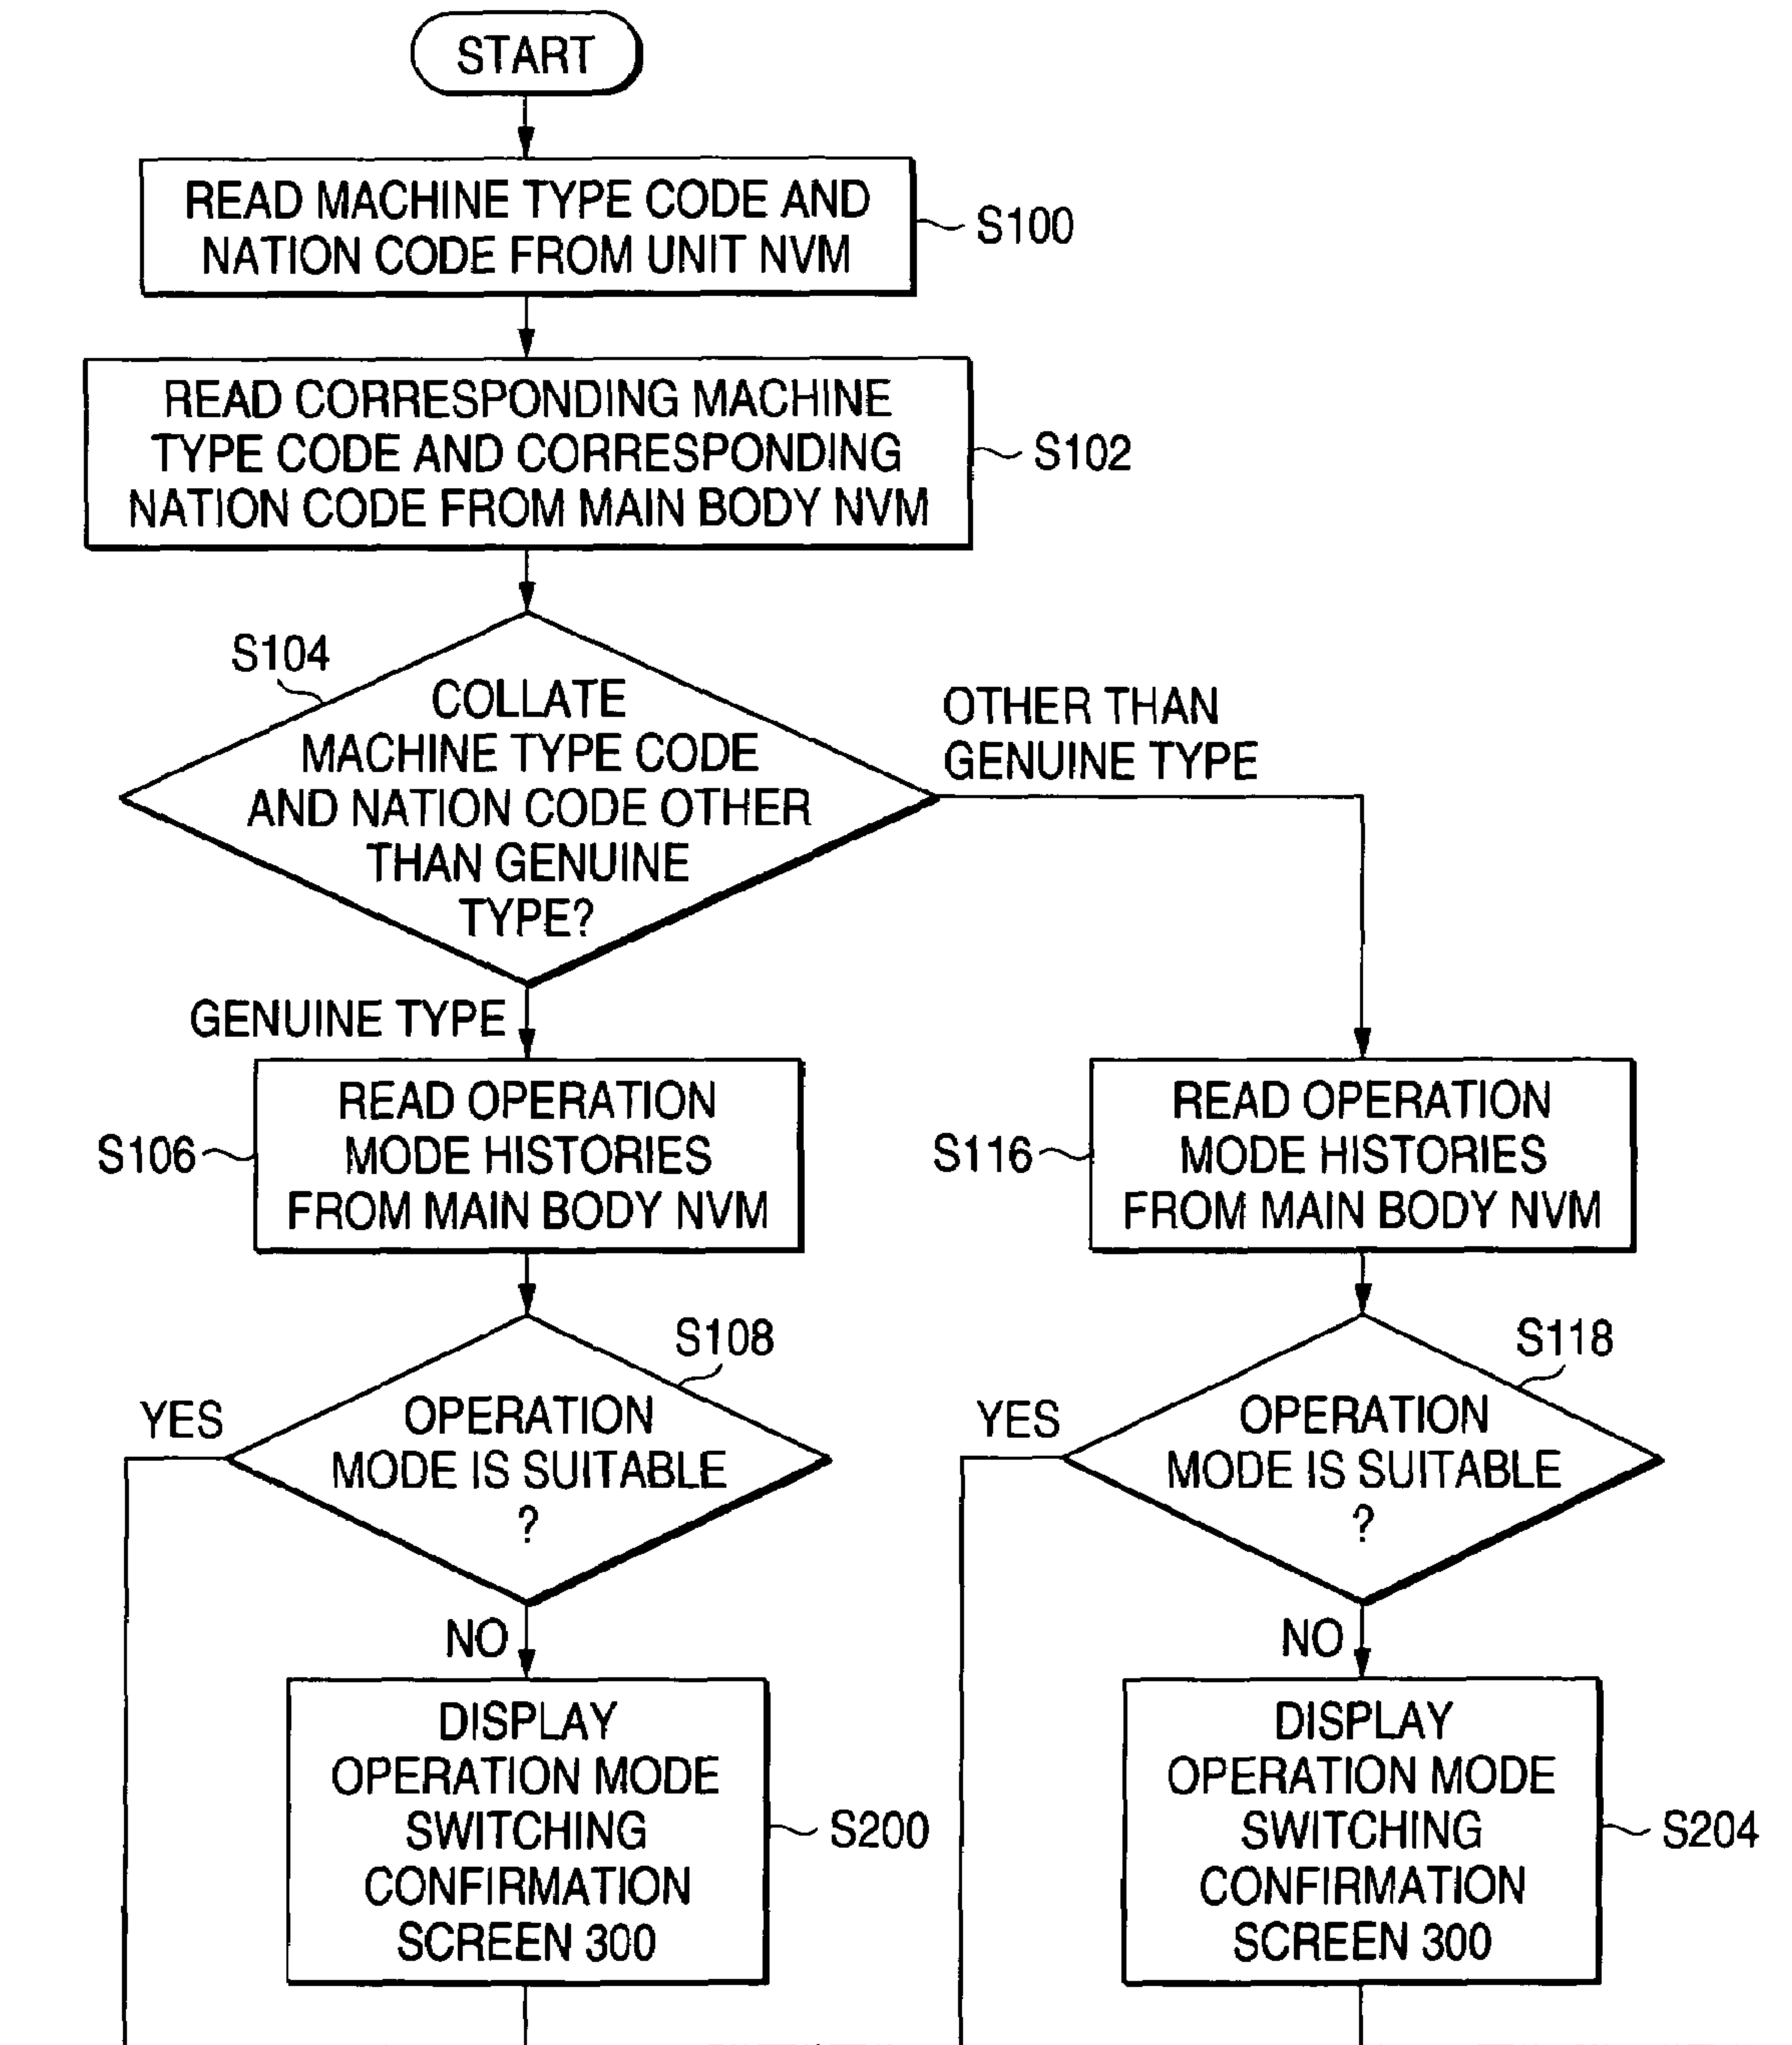 START
READ MACHINE TYPE CODE AND
NATION CODE FROM UNIT NVM
S100
READ CORRESPONDING MACHINE
TYPE CODE AND CORRESPONDING
NATION CODE FROM MAIN BODY NVM
S102
S104
COLLATE
MACHINE TYPE CODE
AND NATION CODE OTHER
THAN GENUINE
TYPE?
OTHER THAN
GENUINE TYPE
GENUINE TYPE
READ OPERATION
MODE HISTORIES
FROM MAIN BODY NVM
S106
READ OPERATION
MODE HISTORIES
FROM MAIN BODY NVM
S116
S108
YES
OPERATION
MODE IS SUITABLE
?
NO
S118
YES
OPERATION
MODE IS SUITABLE
?
NO
DISPLAY
OPERATION MODE
SWITCHING
CONFIRMATION
SCREEN 300
S200
DISPLAY
OPERATION MODE
SWITCHING
CONFIRMATION
SCREEN 300
S204